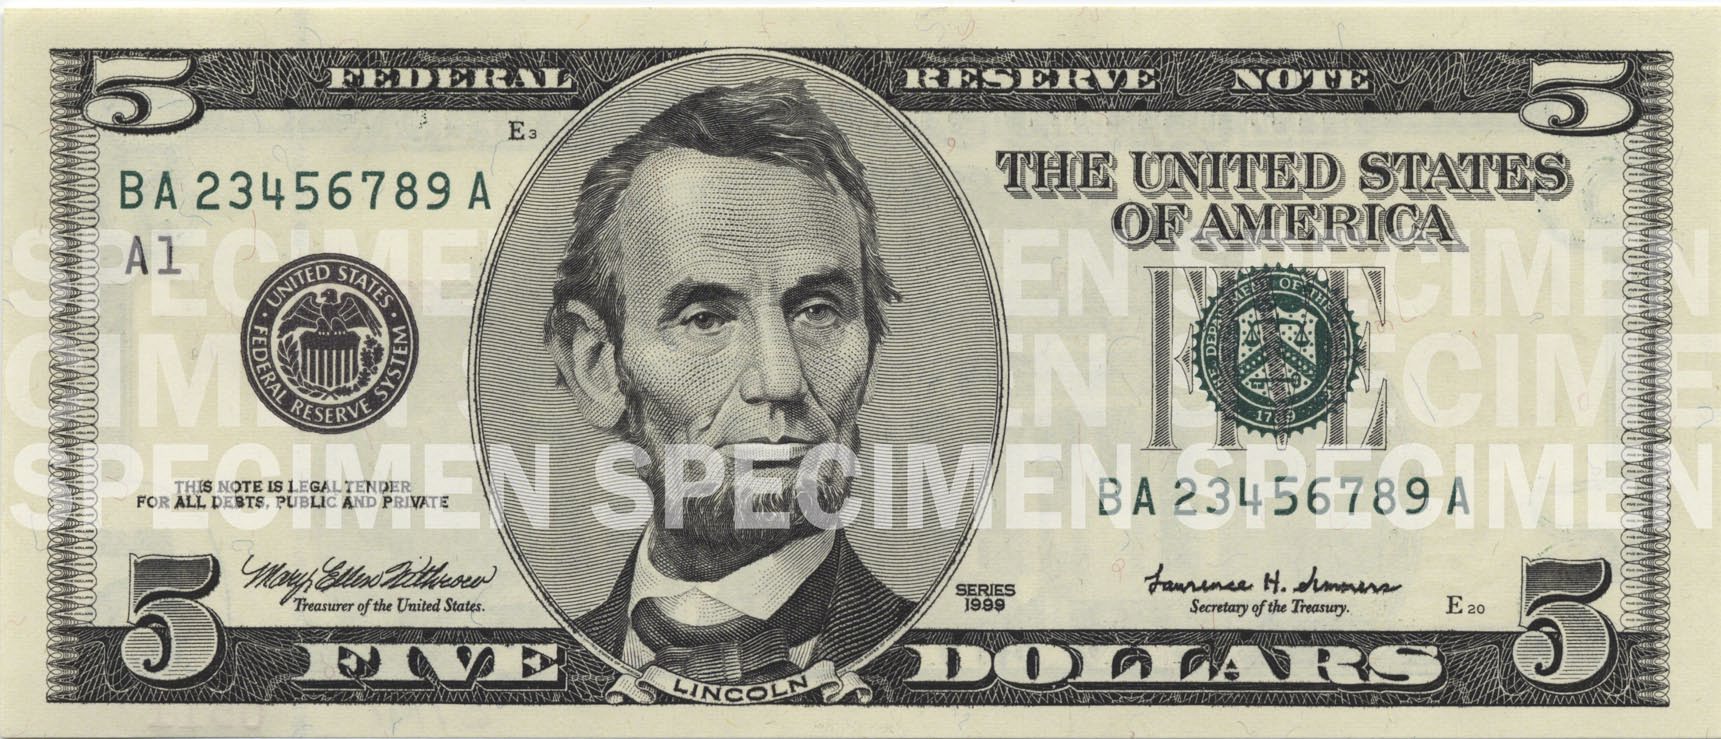 5 FEDERAL RESERVE NOTE 5
E3
THE UNITED STATES
OF AMERICA
BA 23456789 A
A1
UNITED STATES
FEDERAL RESERVE SYSTEM
FIVE
THE DEPARTMENT OF THE
1789
SPECIMEN SPECIMEN SPECIMEN
CIMEN SPECIMEN SPECIME
SPECIMEN SPECIMEN SPECIMEN
THIS NOTE IS LEGAL TENDER
FOR ALL DEBTS, PUBLIC AND PRIVATE
BA 23456789 A
Mary Ellen Withrow
Treasurer of the United States.
SERIES
1999
Lawrence H. Summers
Secretary of the Treasury.
E20
5 FIVE DOLLARS 5
LINCOLN